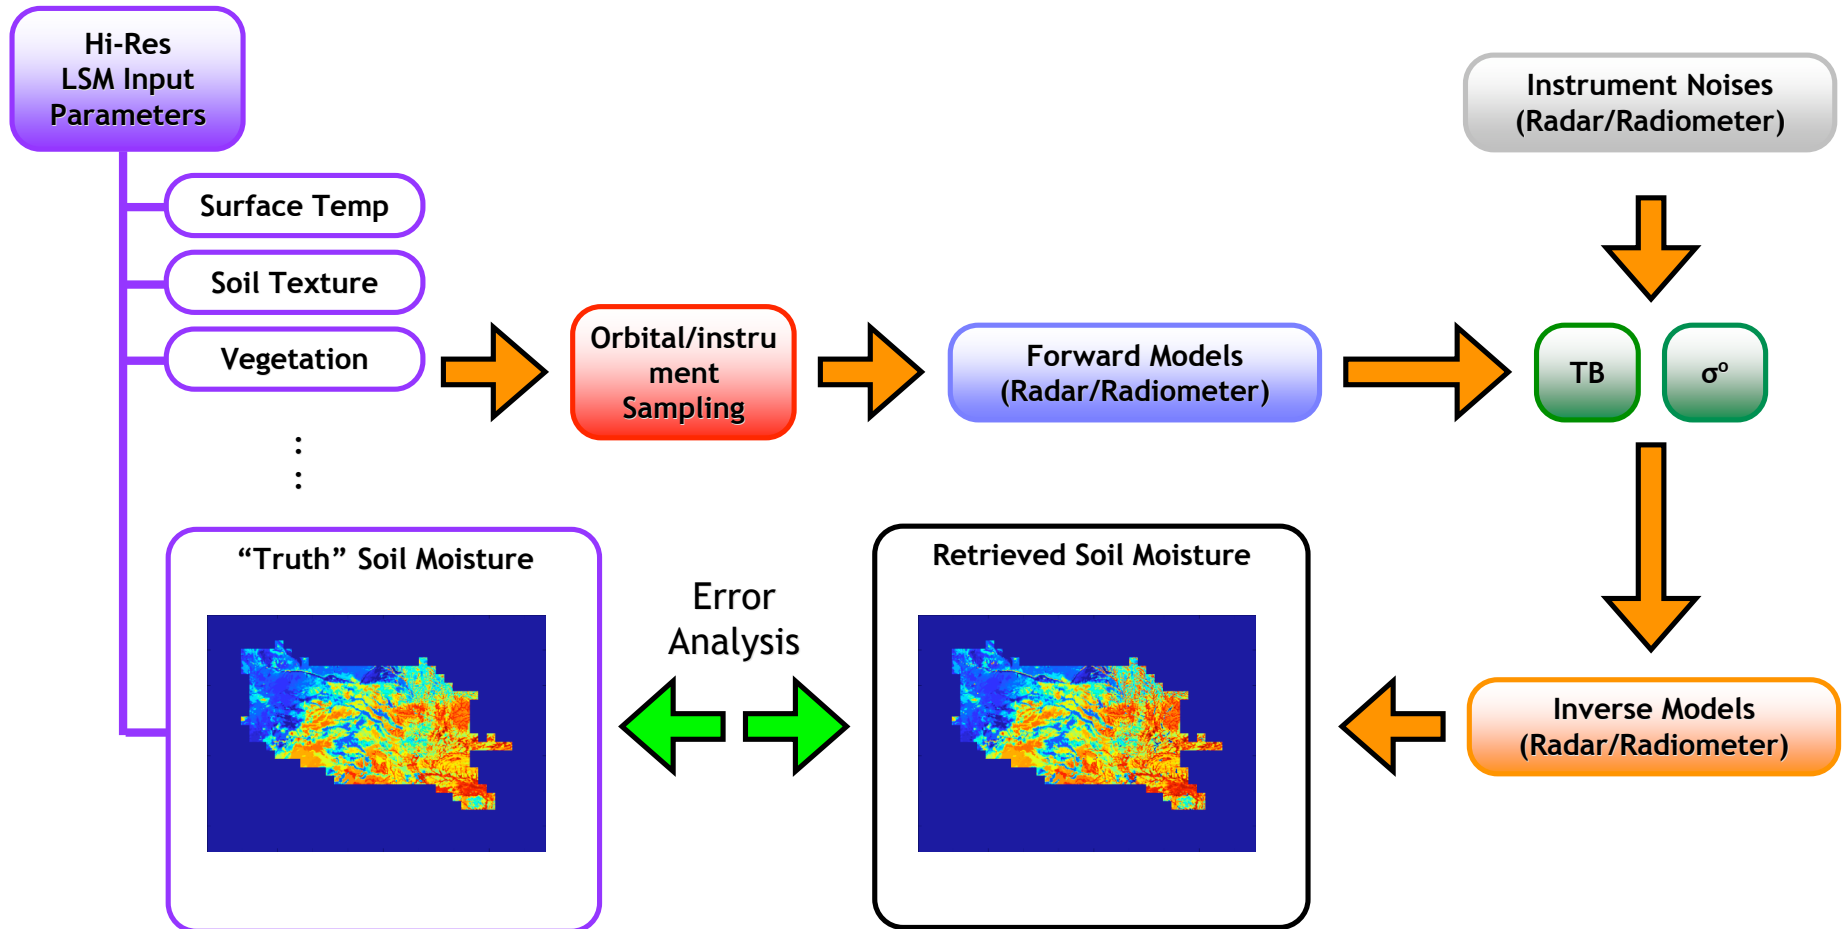 Hi-Res
LSM Input
Parameters
Instrument Noises
(Radar/Radiometer)
Surface Temp
Soil Texture
Vegetation
Orbital/instru
ment
Sampling
Forward Models
(Radar/Radiometer)
TB
σº
“Truth” Soil Moisture
Error
Analysis
Retrieved Soil Moisture
Inverse Models
(Radar/Radiometer)